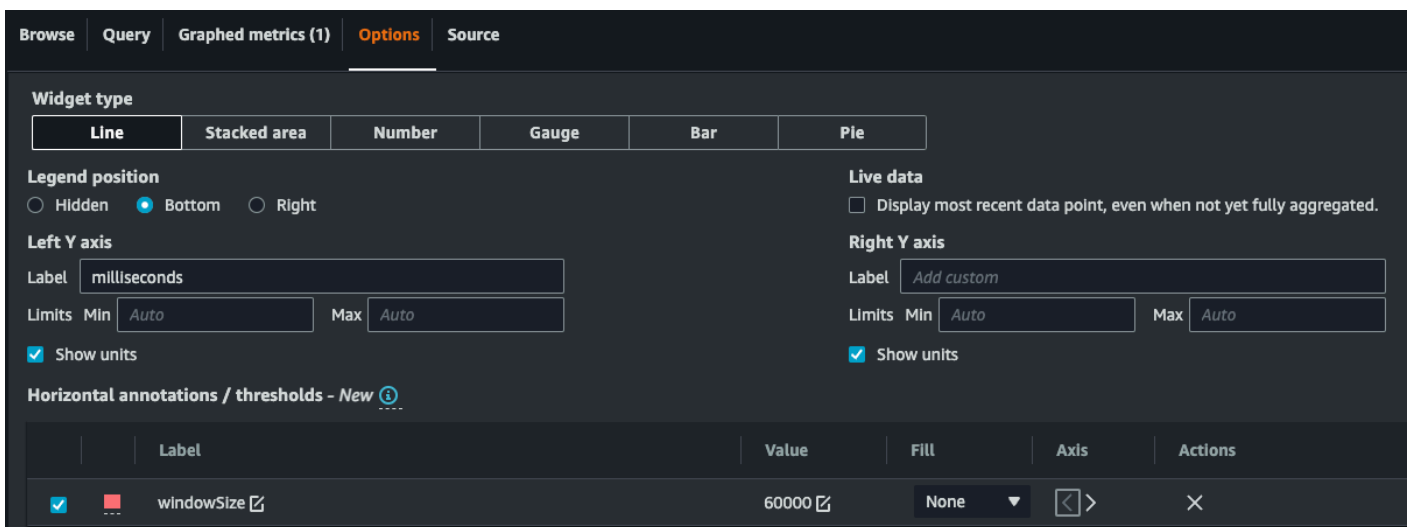 Browse Query Graphed metrics (1) Options Source
Widget type
Line Stacked area Number Gauge Bar Pie
Legend position Live data
Hidden Bottom Right Display most recent data point, even when not yet fully aggregated.
Left Y axis Right Y axis
Label milliseconds Label Add custom
Limits Min Auto Max Auto Limits Min Auto Max Auto
Show units Show units
Horizontal annotations / thresholds - New
Label Value Fill Axis Actions
windowSize 60000 None